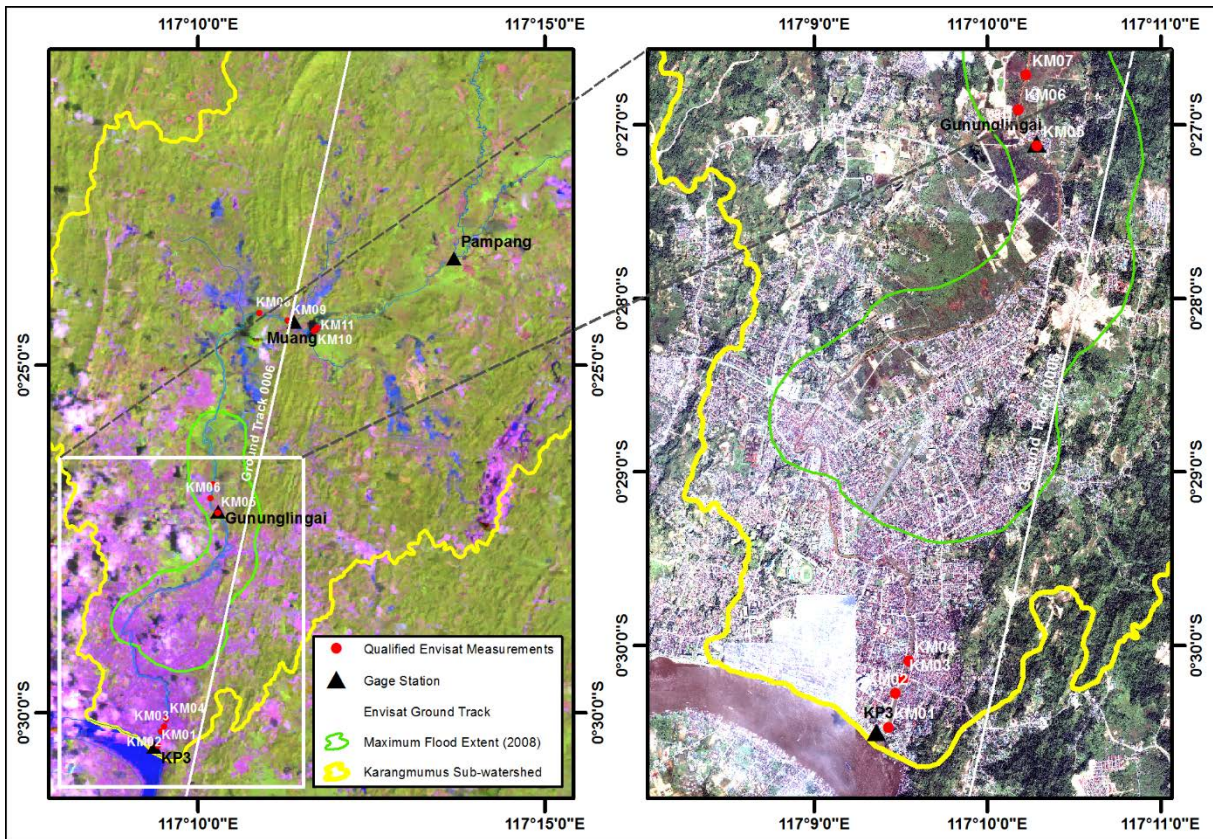 117°10'0"E
117°15'0"E
117°9'0"E
117°10'0"E
117°11'0"E
Pampang
KM09
KM11
KM10
Muang
Ground Track 0006
KM06
KM05
Gununglingai
KM04
KM03
KM01
KM02
KP3
Qualified Envisat Measurements
Gage Station
Envisat Ground Track
Maximum Flood Extent (2008)
Karangmumus Sub-watershed
0°25'0"S
0°30'0"S
0°25'0"S
0°30'0"S
117°10'0"E
117°15'0"E
KM07
KM06
Gununglingai
KM05
KM04
KM03
KM02
KP3
KM01
0°27'0"S
0°28'0"S
0°29'0"S
0°30'0"S
0°27'0"S
0°28'0"S
0°29'0"S
0°30'0"S
117°9'0"E
117°10'0"E
117°11'0"E